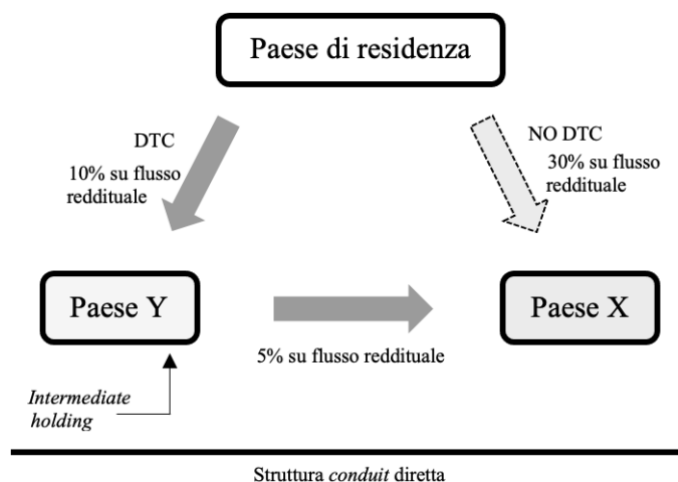 Paese di residenza
DTC
10% su flusso
reddituale
NO DTC
30% su flusso
reddituale
Paese Y
Paese X
5% su flusso reddituale
Intermediate
holding
Struttura conduit diretta